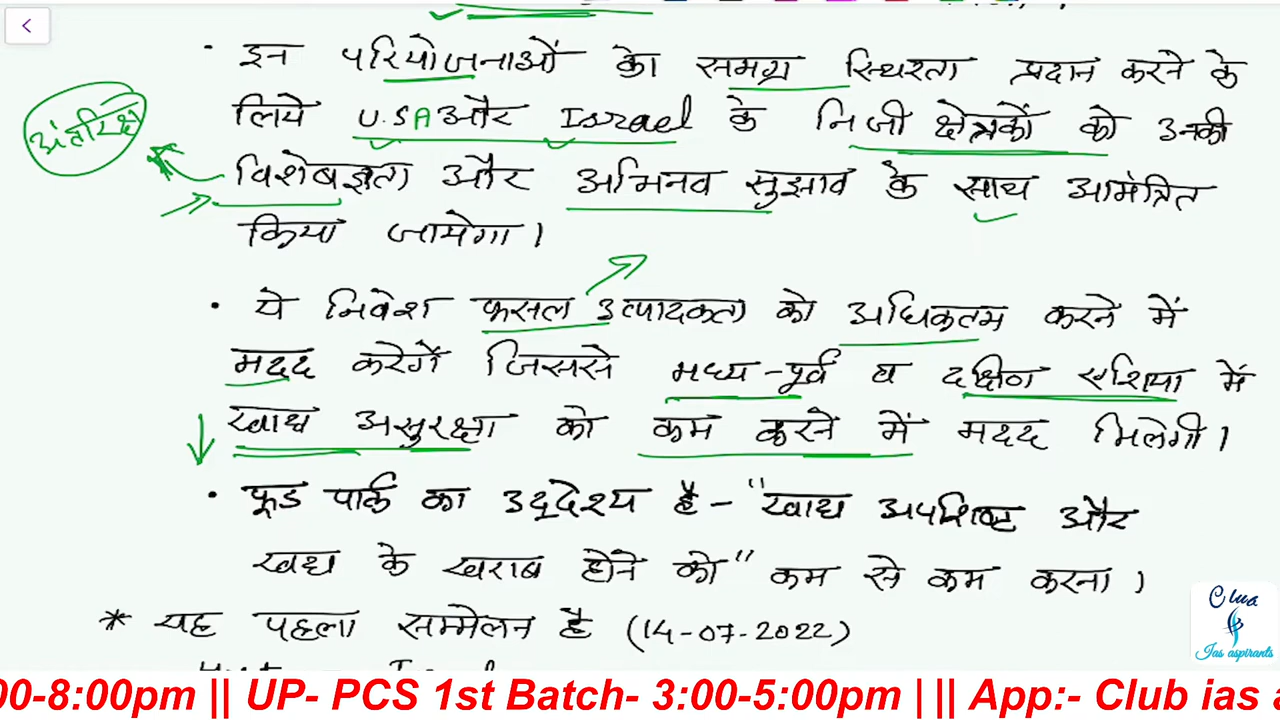 • इन परियोजनाओं को समग्र स्थिरता प्रदान करने के
लिये U.SA और Israel के निजी क्षेत्रकों को उनकी
अंतरिक्ष
विशेषज्ञता और अभिनव सुझाव के साथ आमंत्रित
किया जायेगा।
• ये निवेश फसल उत्पादकता को अधिकतम करने में
मदद करेगें जिससे मध्य-पूर्व व दक्षिण एशिया में
खाद्य असुरक्षा को कम करने में मदद मिलेगी।
• फूड पार्क का उद्देश्य है - "खाद्य अपशिष्ट और
खाद्य के खराब होने को" कम से कम करना।
* यह पहला सम्मेलन है (14-07-2022)
Club
Ias aspirants
00-8:00pm || UP- PCS 1st Batch- 3:00-5:00pm | || App:- Club ias a